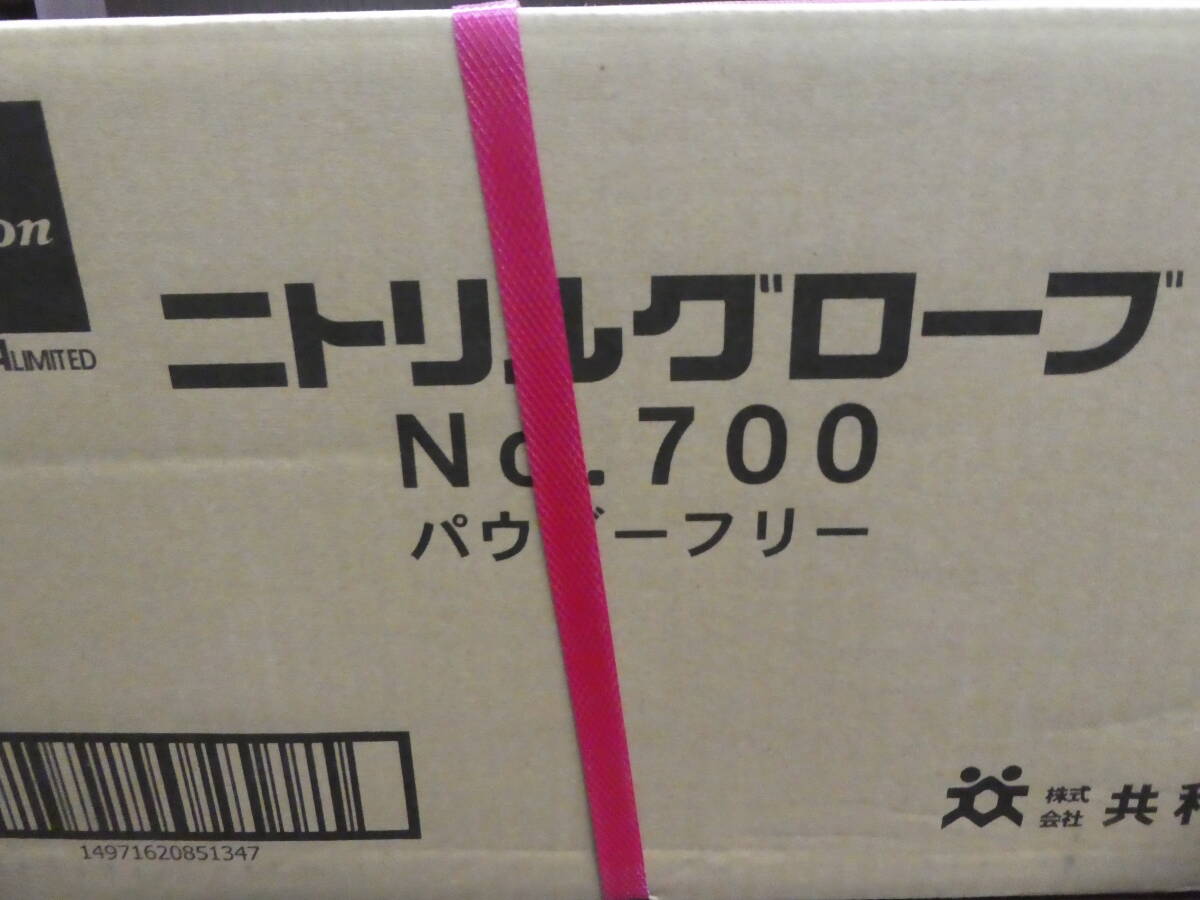 on
LIMITED
ニトリルグローブ
No.700
パウダーフリー
14971620851347
株式
会社 共和